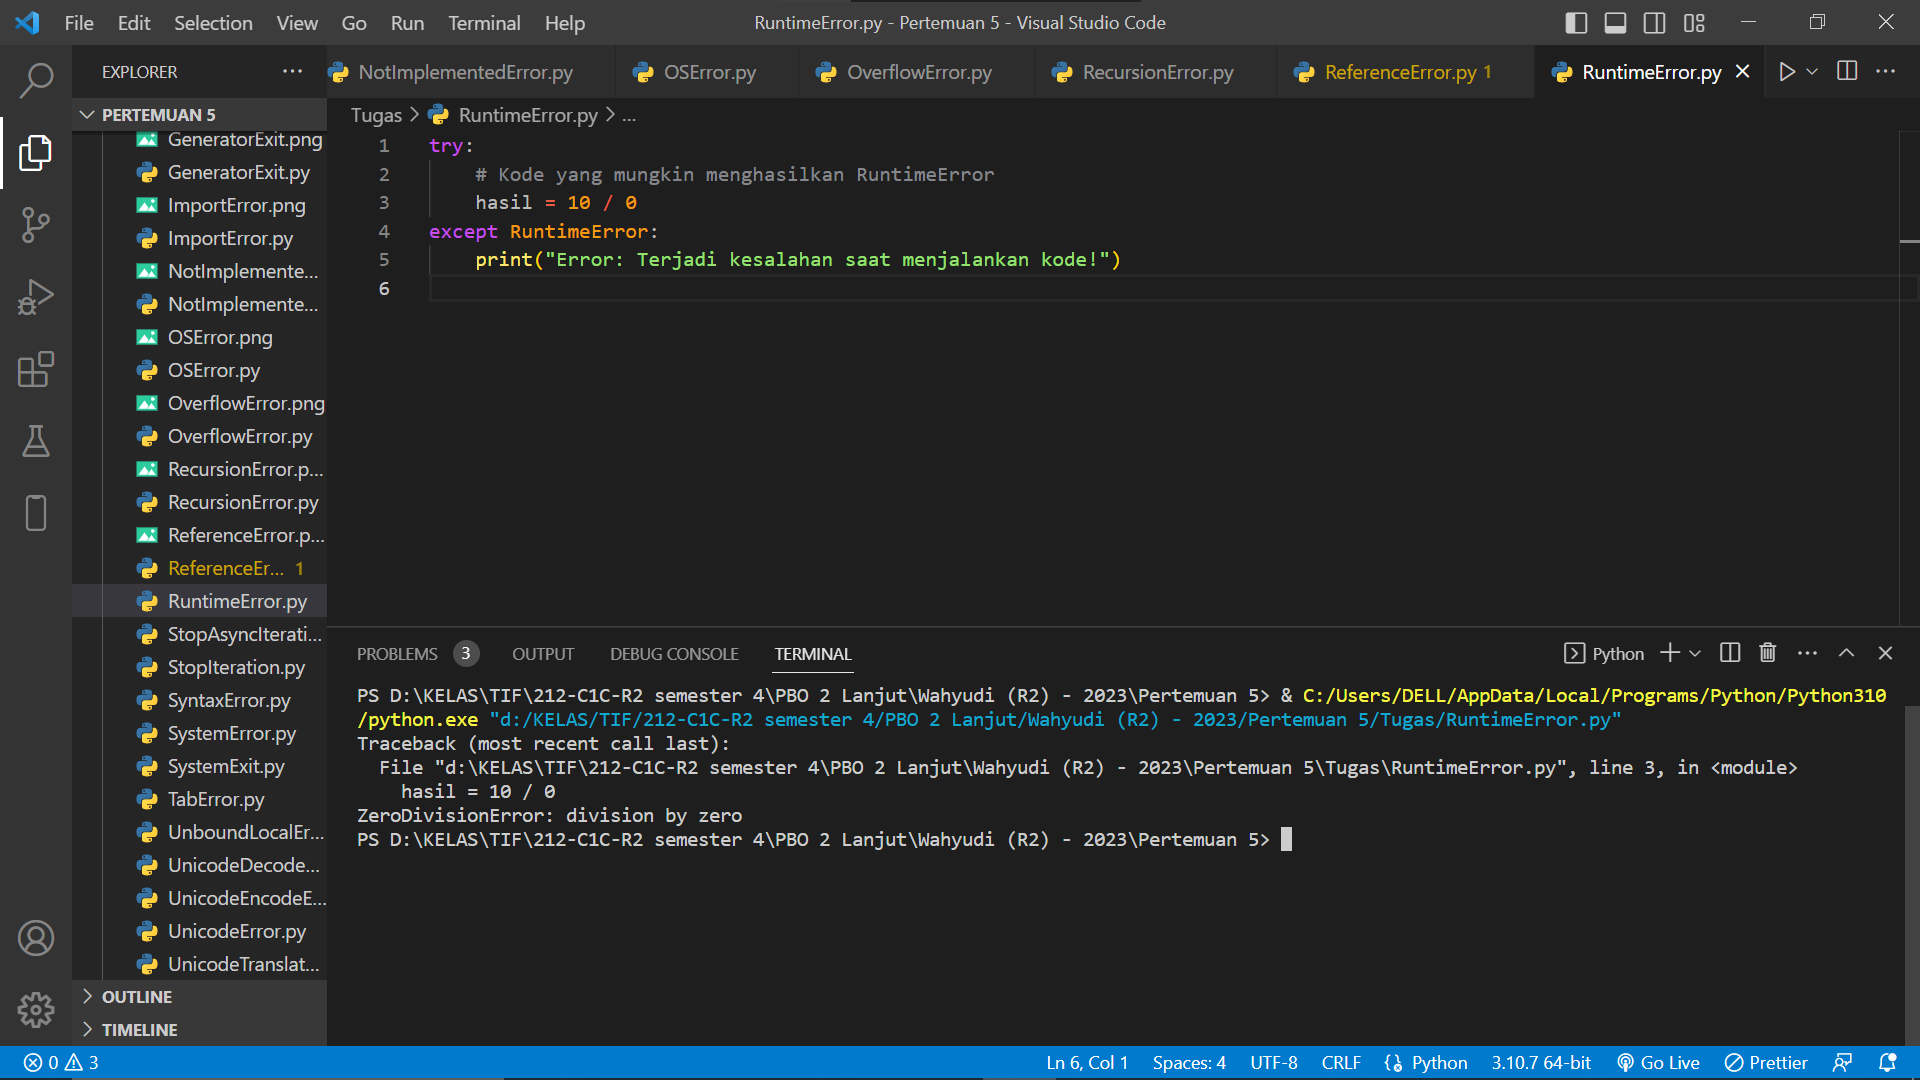 File Edit Selection View Go Run Terminal Help
RuntimeError.py - Pertemuan 5 - Visual Studio Code
EXPLORER
NotImplementedError.py
OSError.py
OverflowError.py
RecursionError.py
ReferenceError.py 1
RuntimeError.py
PERTEMUAN 5
GeneratorExit.png
GeneratorExit.py
ImportError.png
ImportError.py
NotImplemente...
NotImplemente...
OSError.png
OSError.py
OverflowError.png
OverflowError.py
RecursionError.p...
RecursionError.py
ReferenceError.p...
ReferenceEr... 1
RuntimeError.py
StopAsyncIterati...
StopIteration.py
SyntaxError.py
SystemError.py
SystemExit.py
TabError.py
UnboundLocalEr...
UnicodeDecode...
UnicodeEncodeE...
UnicodeError.py
UnicodeTranslat...
OUTLINE
TIMELINE
Tugas > RuntimeError.py > ...
1 try:
2 # Kode yang mungkin menghasilkan RuntimeError
3 hasil = 10 / 0
4 except RuntimeError:
5 print("Error: Terjadi kesalahan saat menjalankan kode!")
6
PROBLEMS 3 OUTPUT DEBUG CONSOLE TERMINAL
Python
PS D:\KELAS\TIF\212-C1C-R2 semester 4\PBO 2 Lanjut\Wahyudi (R2) - 2023\Pertemuan 5> & C:/Users/DELL/AppData/Local/Programs/Python/Python310
/python.exe "d:/KELAS/TIF/212-C1C-R2 semester 4/PBO 2 Lanjut/Wahyudi (R2) - 2023/Pertemuan 5/Tugas/RuntimeError.py"
Traceback (most recent call last):
File "d:\KELAS\TIF\212-C1C-R2 semester 4\PBO 2 Lanjut\Wahyudi (R2) - 2023\Pertemuan 5\Tugas\RuntimeError.py", line 3, in <module>
hasil = 10 / 0
ZeroDivisionError: division by zero
PS D:\KELAS\TIF\212-C1C-R2 semester 4\PBO 2 Lanjut\Wahyudi (R2) - 2023\Pertemuan 5>
0 3
Ln 6, Col 1 Spaces: 4 UTF-8 CRLF Python 3.10.7 64-bit Go Live Prettier